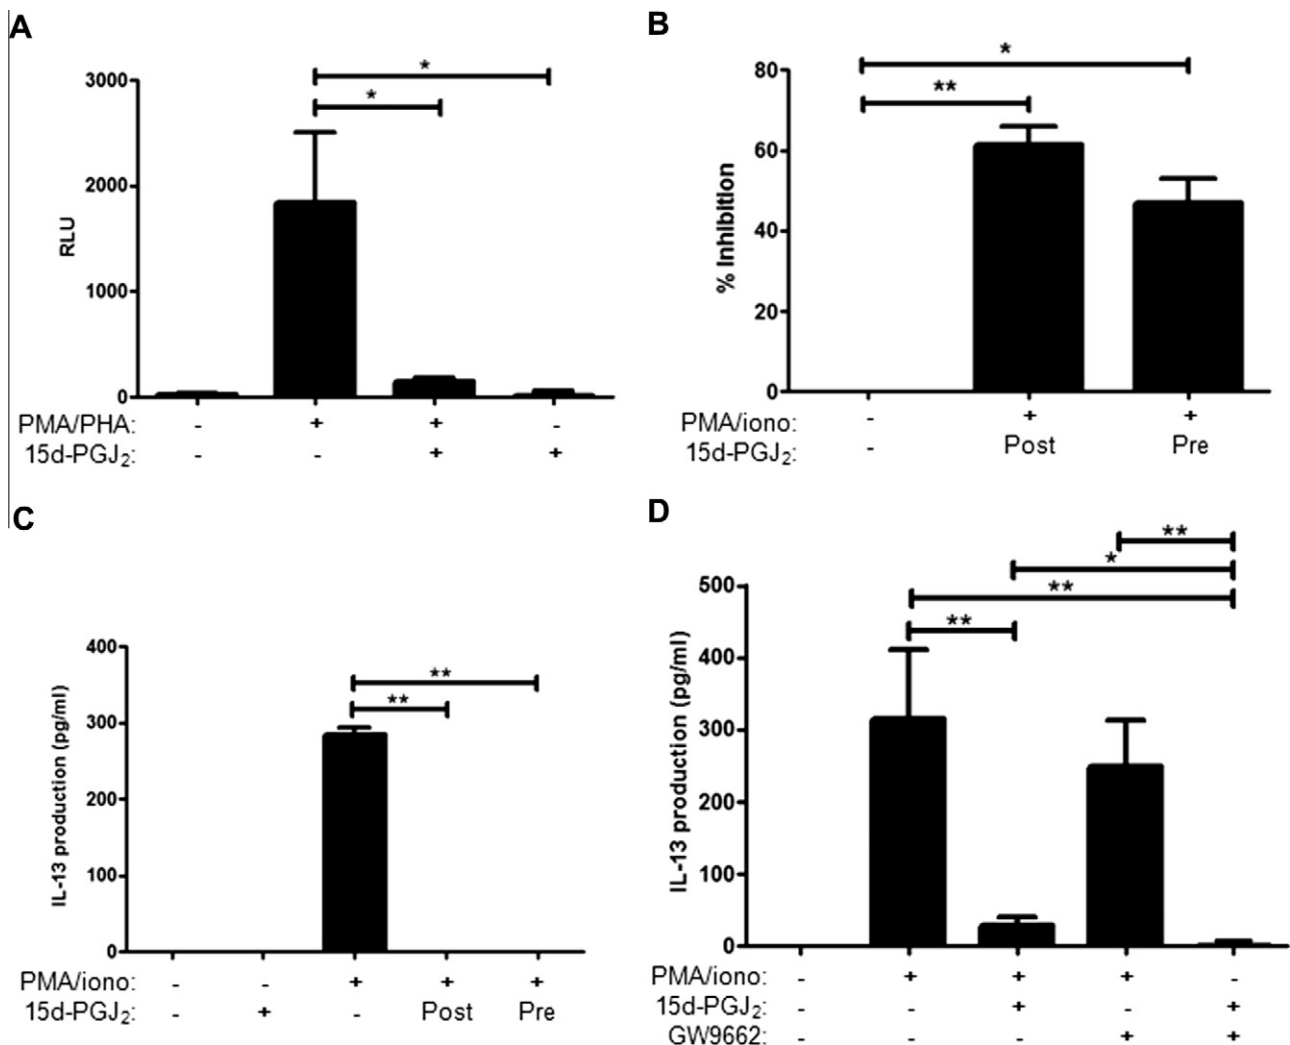 A
3000
2000
1000
0
RLU
*
*
PMA/PHA: - + + -
15d-PGJ2: - - + +
B
80
60
40
20
0
% Inhibition
*
**
PMA/iono: - + +
15d-PGJ2: - Post Pre
C
400
300
200
100
0
IL-13 production (pg/ml)
**
**
PMA/iono: - - + + +
15d-PGJ2: - + - Post Pre
D
500
400
300
200
100
0
IL-13 production (pg/ml)
**
*
**
**
PMA/iono: - + + + -
15d-PGJ2: - - + - +
GW9662: - - - + +